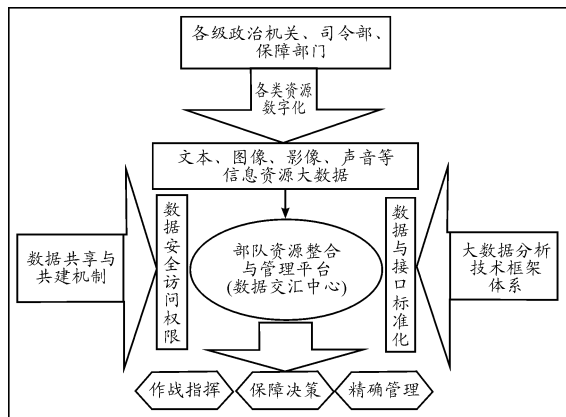 各级政治机关、司令部、
保障部门
各类资源
数字化
文本、图像、影像、声音等
信息资源大数据
数据共享与
共建机制
数据安全访问权限
部队资源整合
与管理平台
(数据交汇中心)
数据与接口标准化
大数据分析
技术框架
体系
作战指挥
保障决策
精确管理